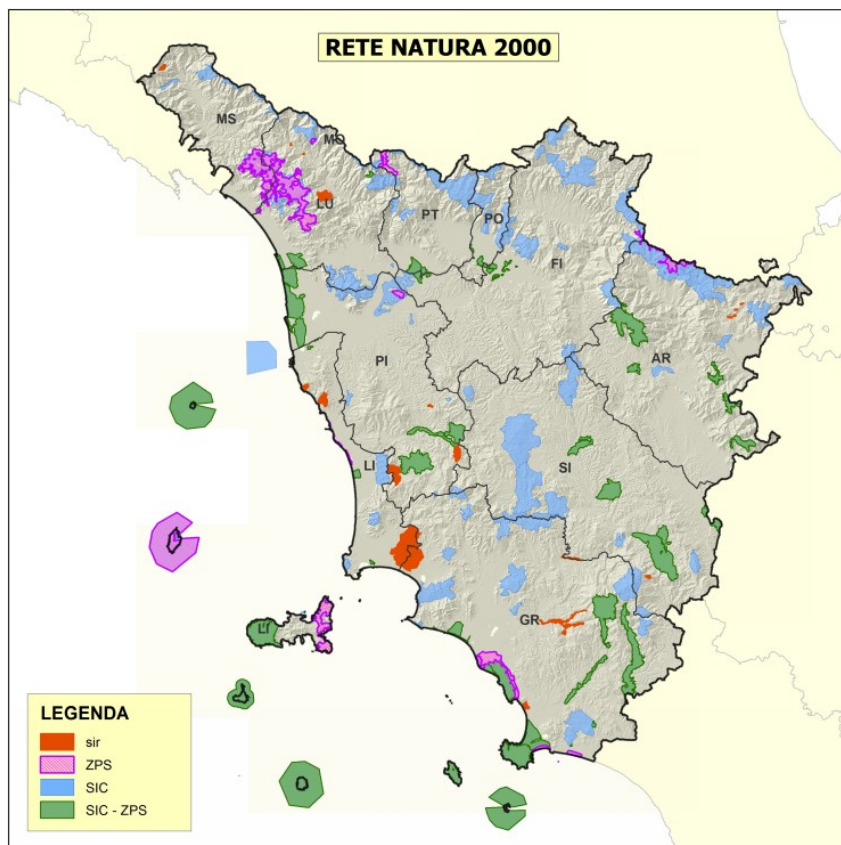 RETE NATURA 2000
MS
MO
LU
PT
PO
FI
AR
PI
LI
SI
GR
LI
LEGENDA
sir
ZPS
SIC
SIC - ZPS